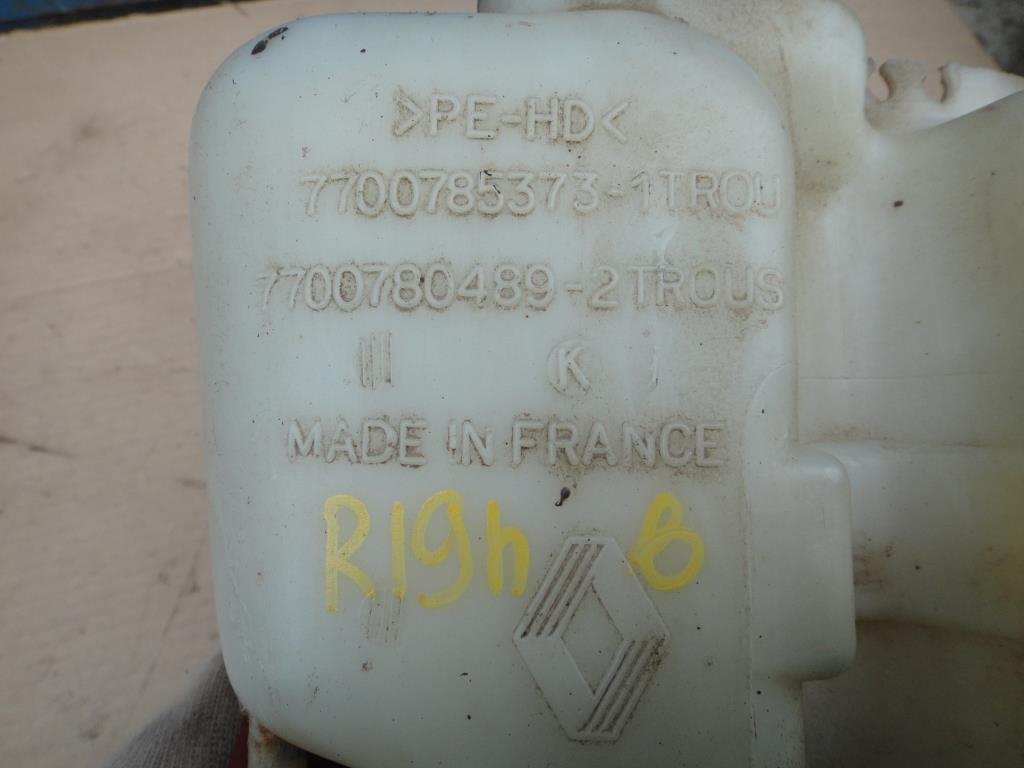 >PE-HD<
7700785373-1TROU
7700780489-2TROUS
K
MADE IN FRANCE
R19h B